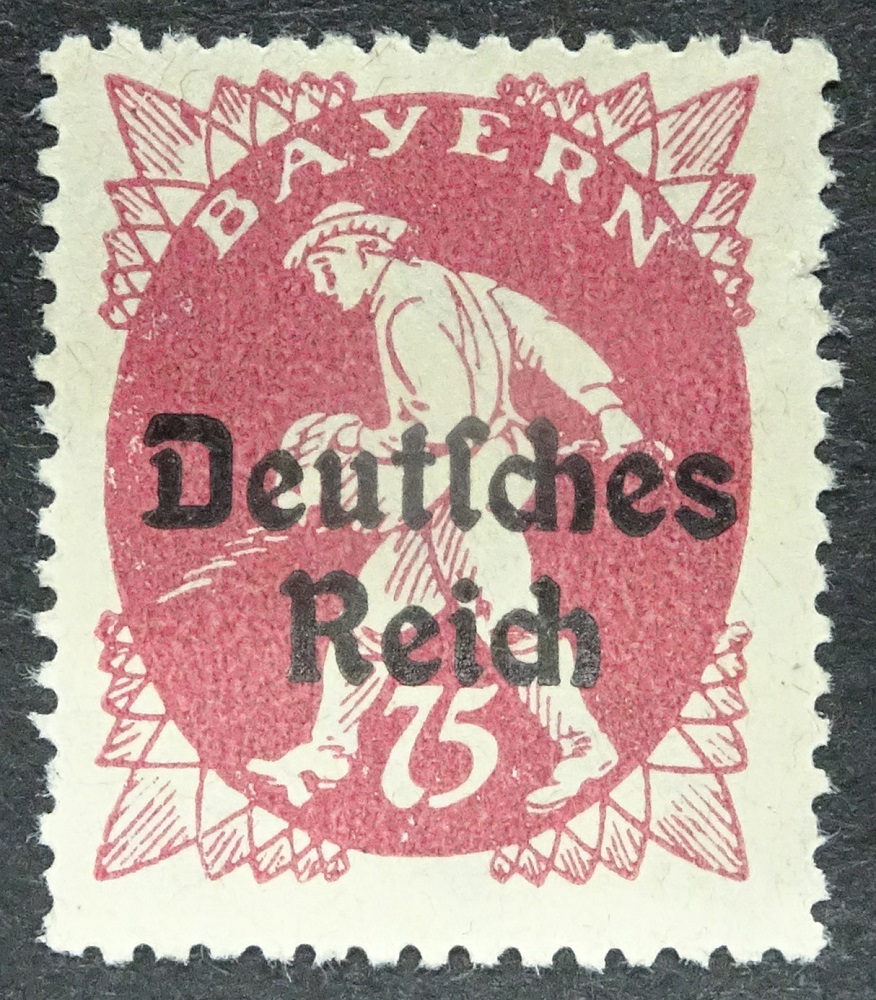 BAYERN
Deutſches
Reich
75